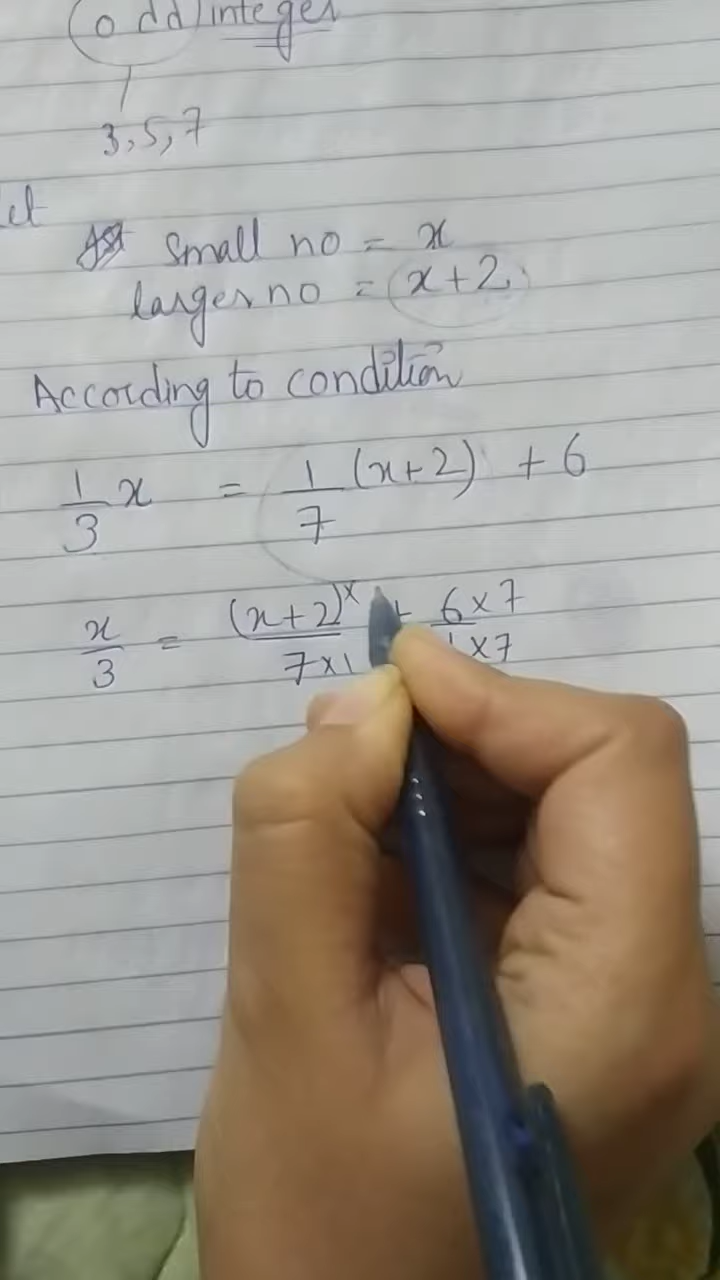 odd integer
3, 5, 7
Let
small no = x
larger no = x+2
According to condition
1/3 x = 1/7 (x+2) + 6
x/3 = (x+2)×/7×1 + 6×7/1×7